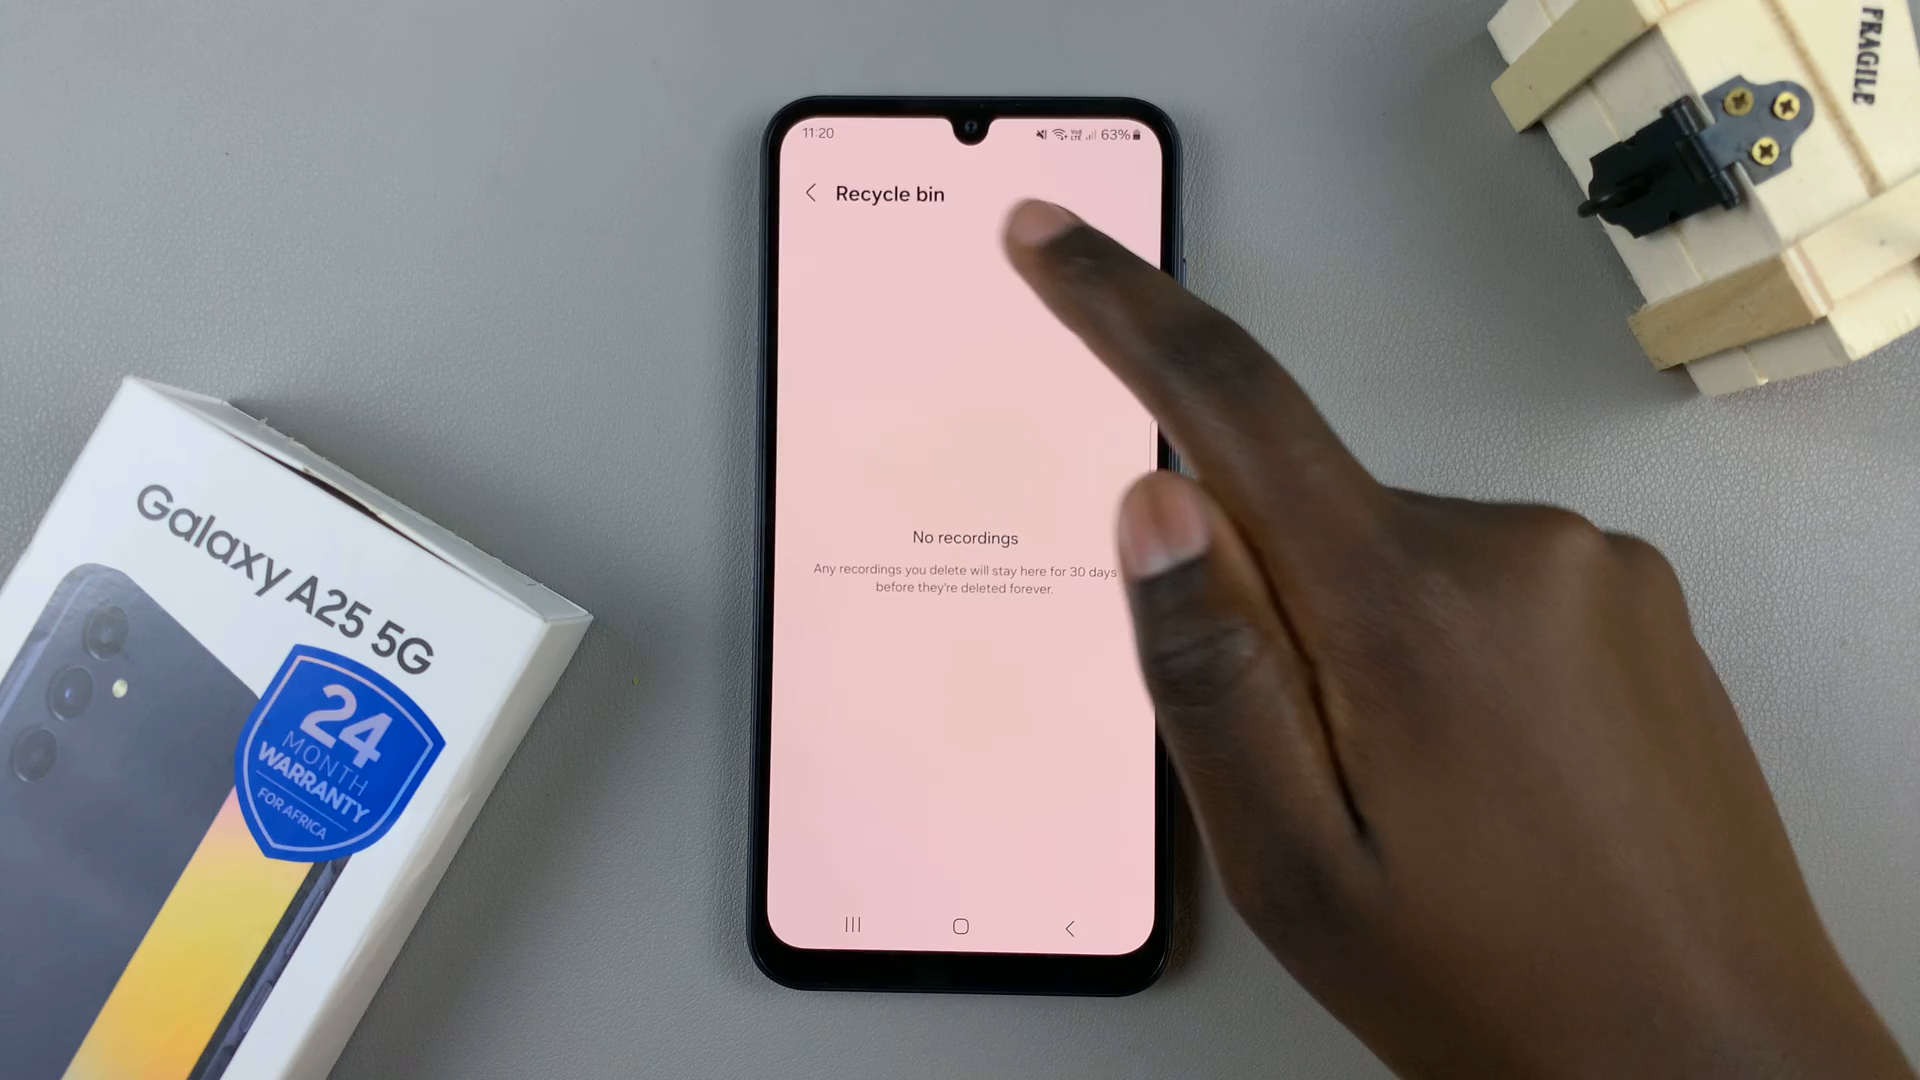 11:20
63%
Recycle bin
No recordings
Any recordings you delete will stay here for 30 days
before they're deleted forever.
Galaxy A25 5G
24
MONTH
WARRANTY
FOR AFRICA
FRAGILE